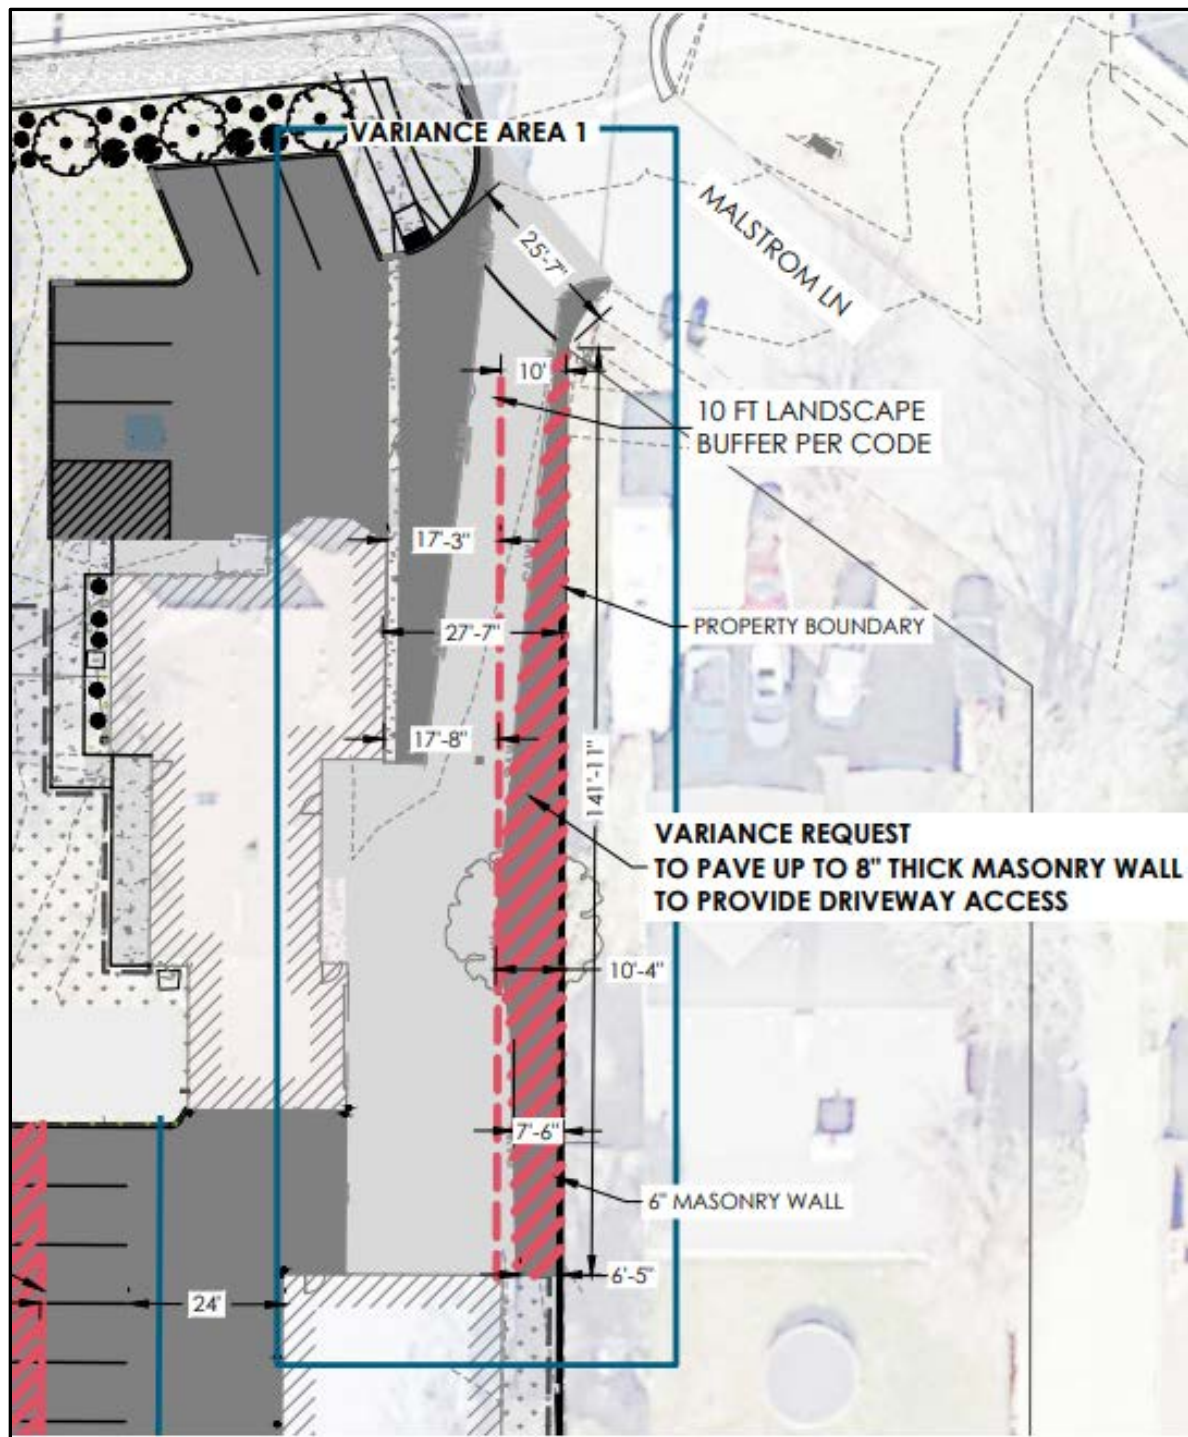 VARIANCE AREA 1
25'-7"
MALSTROM LN
10'
10 FT LANDSCAPE
BUFFER PER CODE
17'-3"
27'-7"
PROPERTY BOUNDARY
17'-8"
141'-11"
VARIANCE REQUEST
TO PAVE UP TO 8" THICK MASONRY WALL
TO PROVIDE DRIVEWAY ACCESS
10'-4"
7'-6"
6" MASONRY WALL
6'-5"
24'